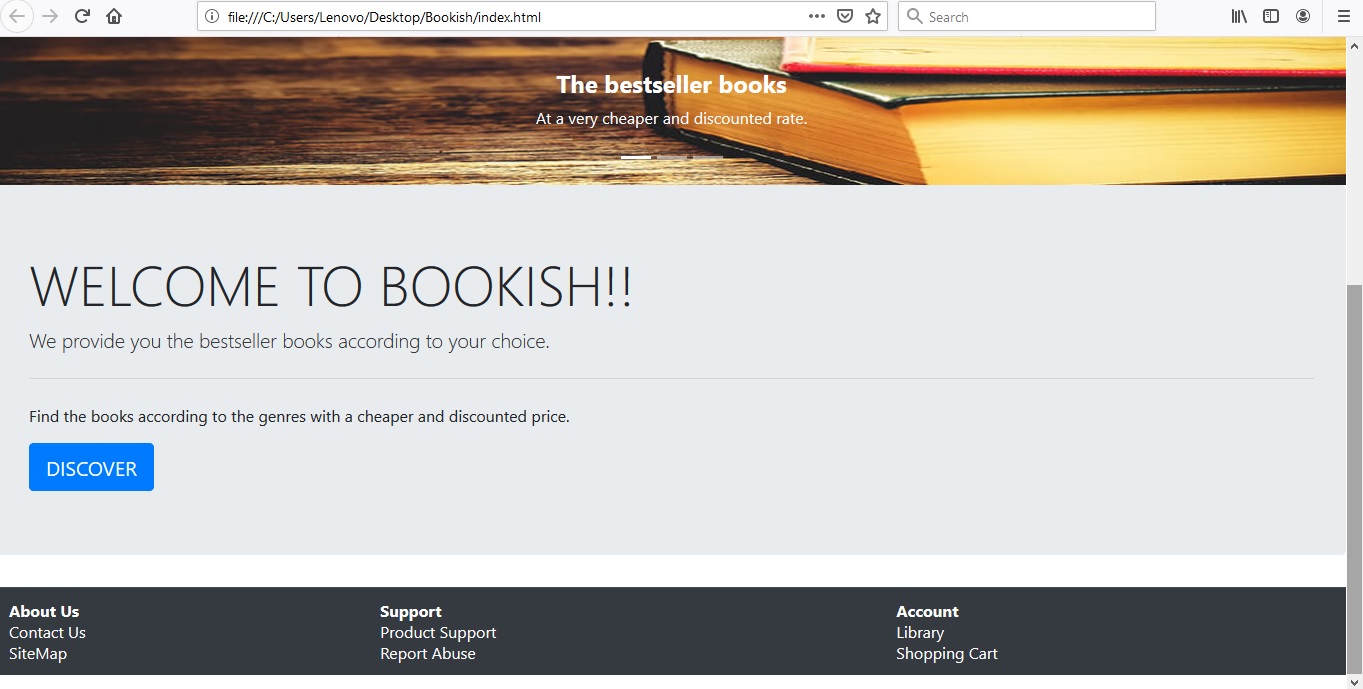 file:///C:/Users/Lenovo/Desktop/Bookish/index.html
Search
The bestseller books
At a very cheaper and discounted rate.
WELCOME TO BOOKISH!!
We provide you the bestseller books according to your choice.
Find the books according to the genres with a cheaper and discounted price.
DISCOVER
About Us
Contact Us
SiteMap
Support
Product Support
Report Abuse
Account
Library
Shopping Cart